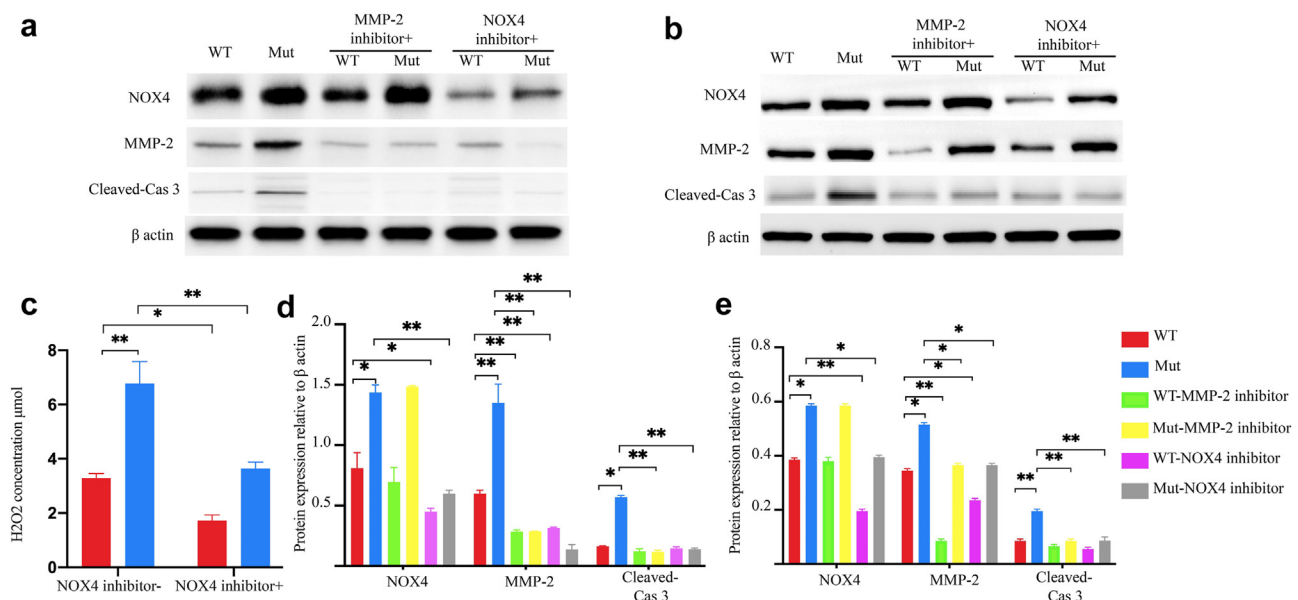 a
MMP-2
inhibitor+
NOX4
inhibitor+
WT
Mut
WT
Mut
WT
Mut
NOX4
MMP-2
Cleaved-Cas 3
β actin
b
MMP-2
inhibitor+
NOX4
inhibitor+
WT
Mut
WT
Mut
WT
Mut
NOX4
MMP-2
Cleaved-Cas 3
β actin
c
H2O2 concentration μmol
8
6
4
2
0
**
*
**
NOX4 inhibitor-
NOX4 inhibitor+
d
Protein expression relative to β actin
2.0
1.5
1.0
0.5
**
*
*
**
**
**
**
**
**
**
*
NOX4
MMP-2
Cleaved-
Cas 3
e
Protein expression relative to β actin
0.8
0.6
0.4
0.2
*
**
*
*
*
*
**
*
**
**
**
NOX4
MMP-2
Cleaved-
Cas 3
WT
Mut
WT-MMP-2 inhibitor
Mut-MMP-2 inhibitor
WT-NOX4 inhibitor
Mut-NOX4 inhibitor